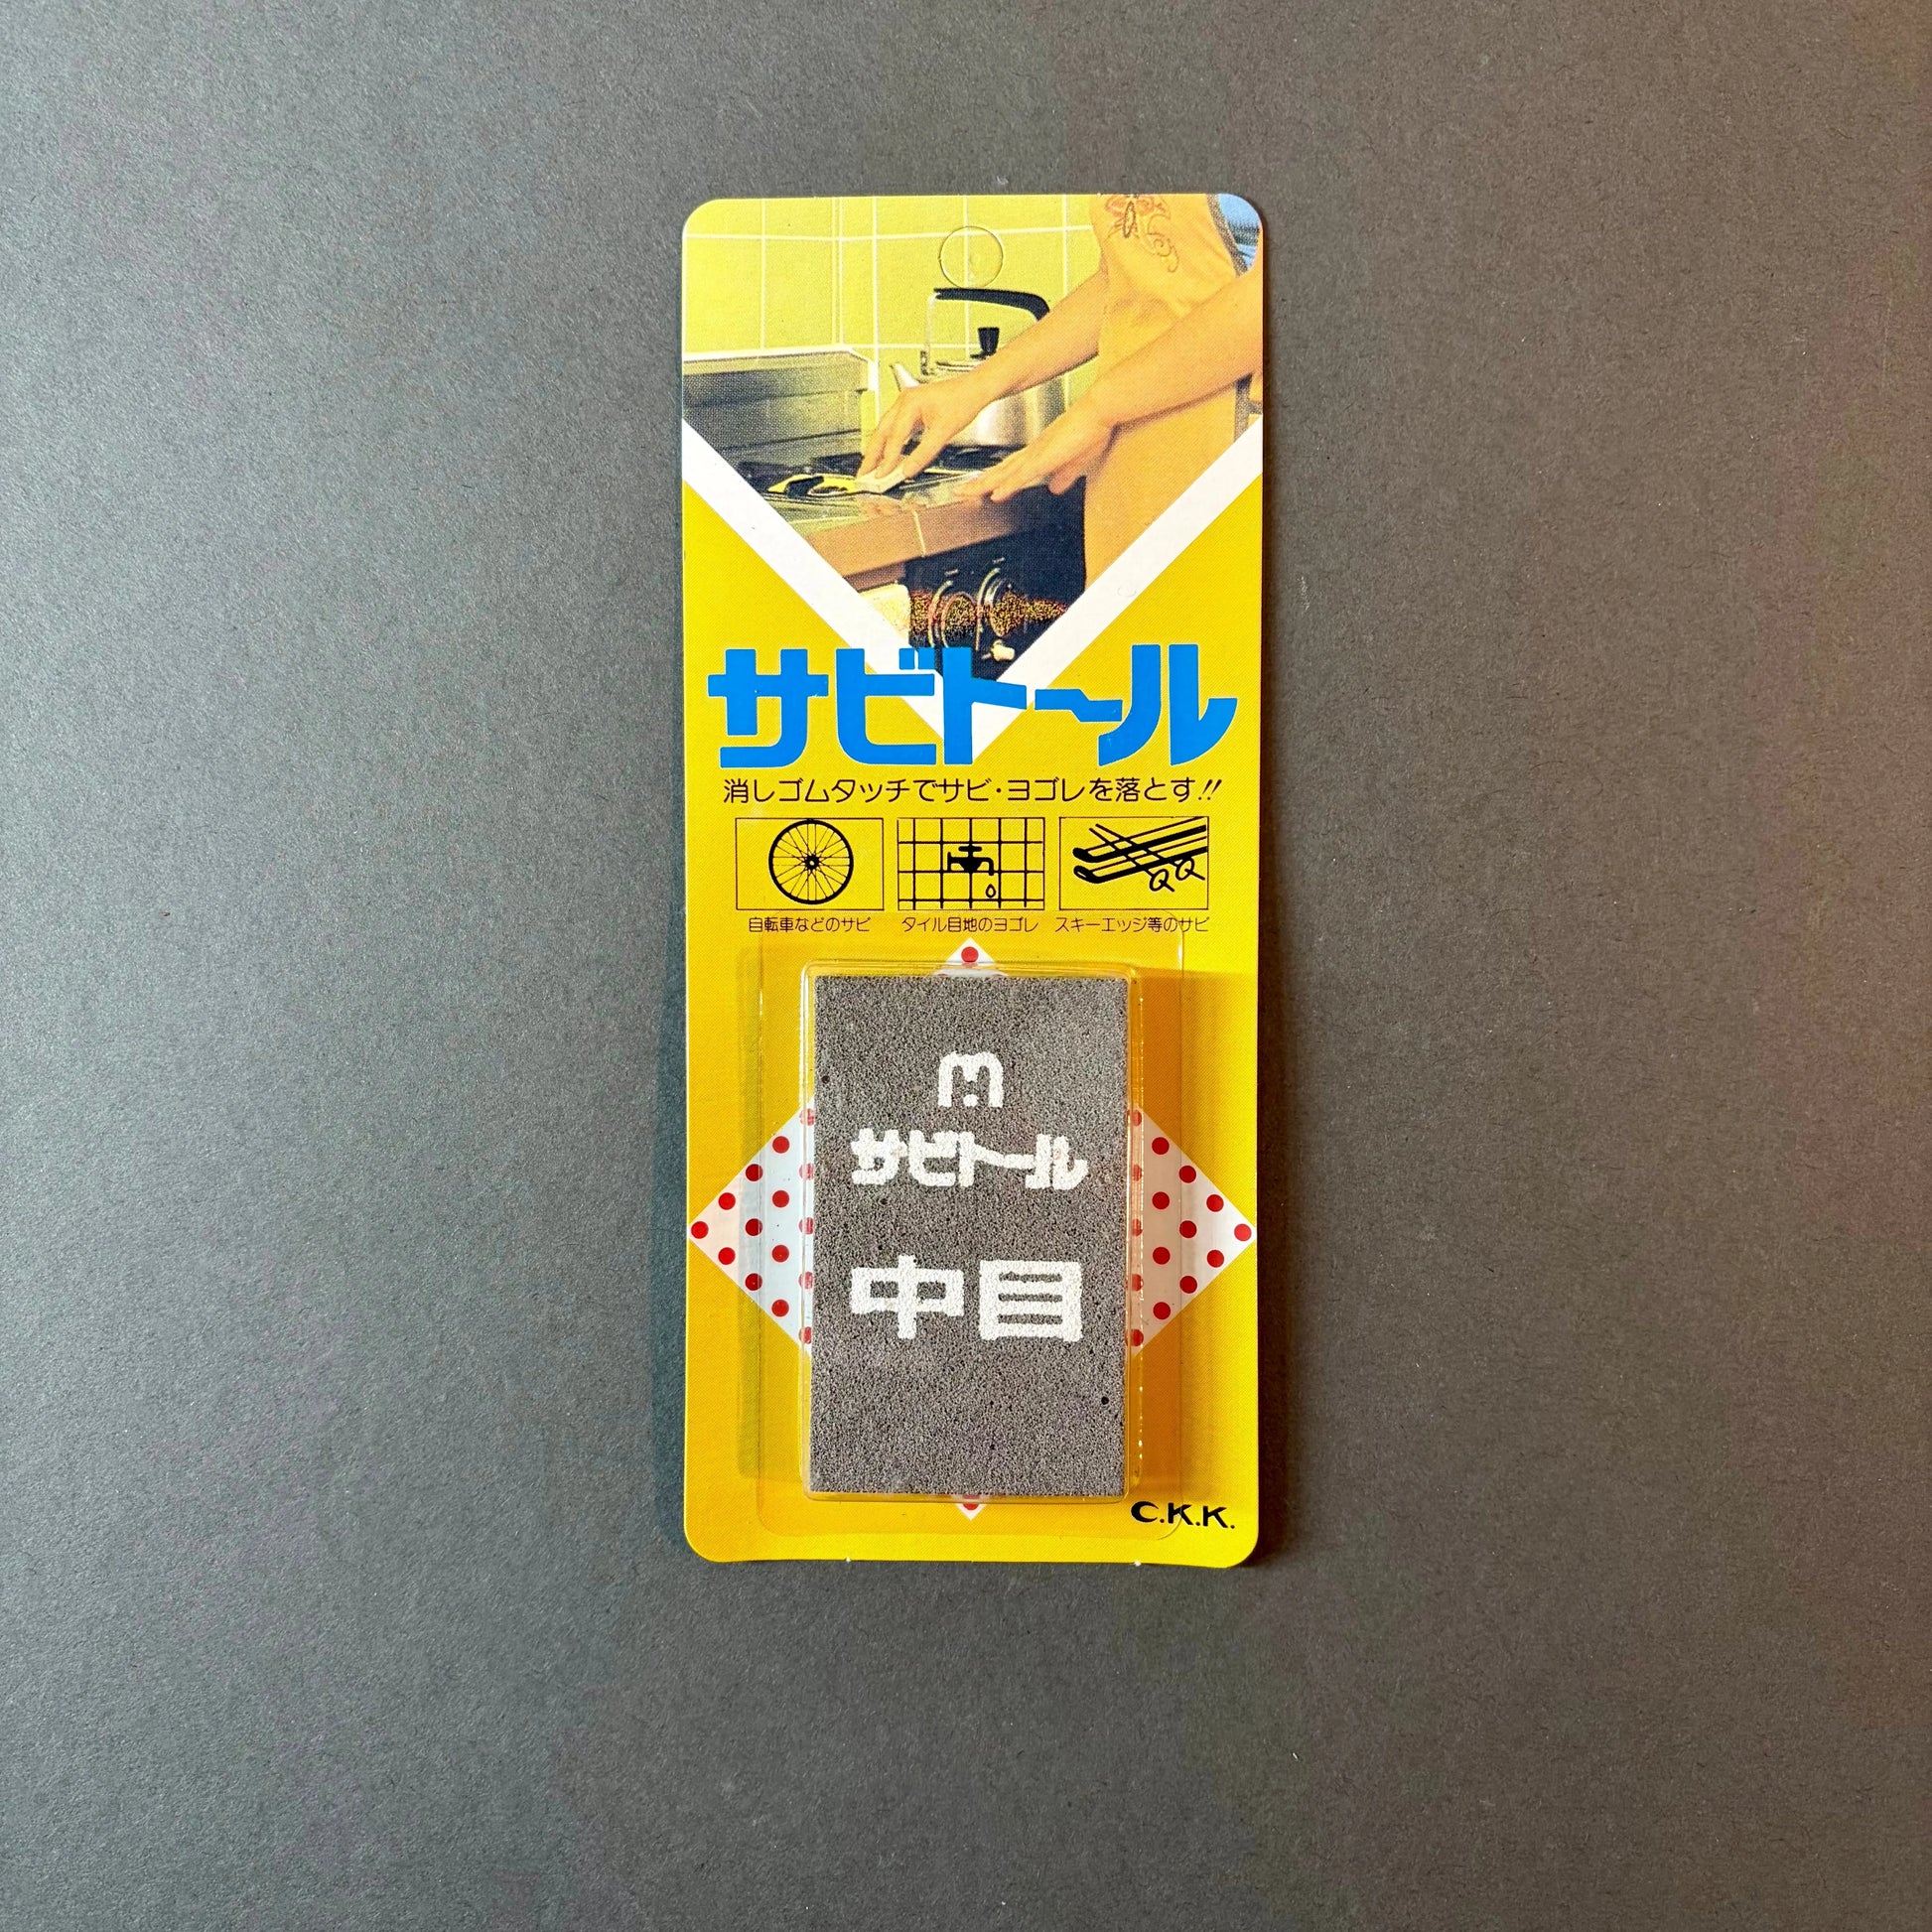 サビトール
消しゴムタッチでサビ・ヨゴレを落とす!!
自転車などのサビ
タイル目地のヨゴレ
スキーエッジ等のサビ
m
サビトール
中目
C.K.K.